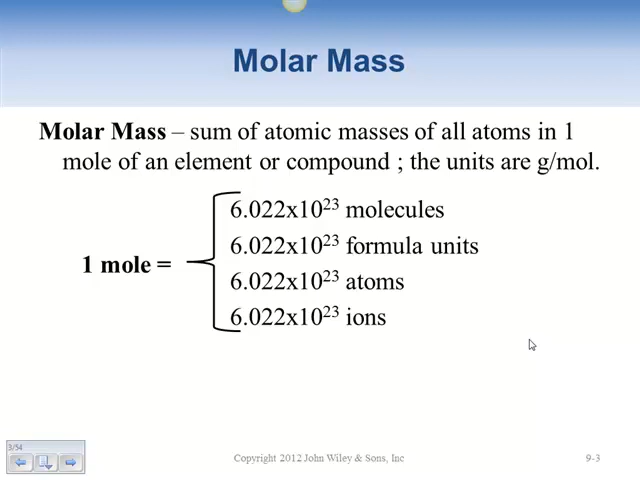 Molar Mass
Molar Mass – sum of atomic masses of all atoms in 1
mole of an element or compound ; the units are g/mol.
6.022x10²³ molecules
6.022x10²³ formula units
1 mole =
6.022x10²³ atoms
6.022x10²³ ions
3/54
Copyright 2012 John Wiley & Sons, Inc
9-3